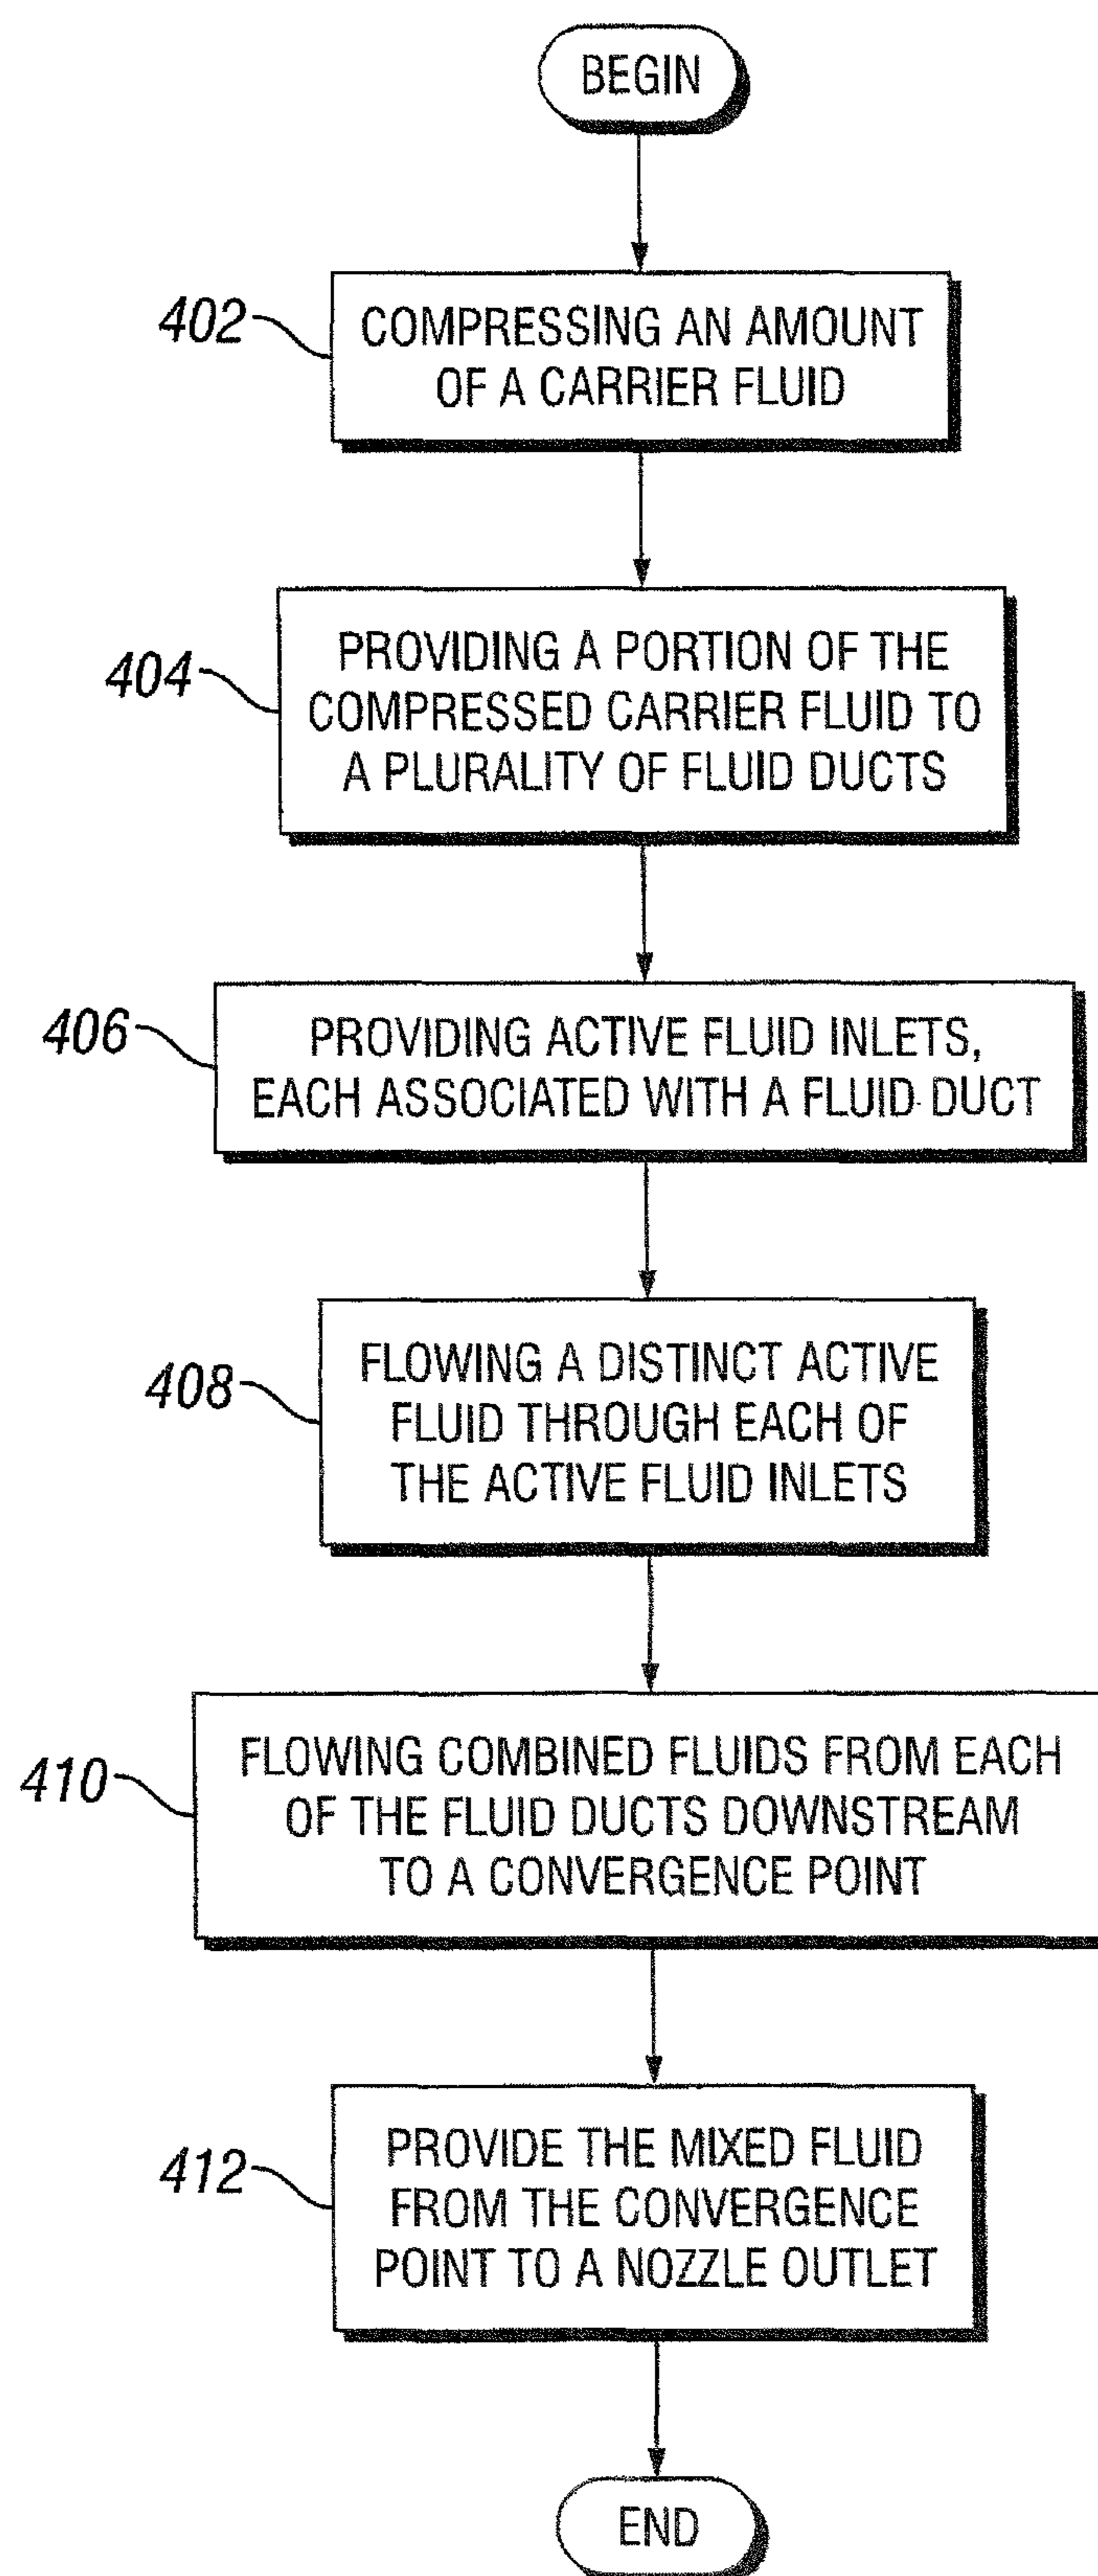 BEGIN
402
COMPRESSING AN AMOUNT
OF A CARRIER FLUID
404
PROVIDING A PORTION OF THE
COMPRESSED CARRIER FLUID TO
A PLURALITY OF FLUID DUCTS
406
PROVIDING ACTIVE FLUID INLETS,
EACH ASSOCIATED WITH A FLUID DUCT
408
FLOWING A DISTINCT ACTIVE
FLUID THROUGH EACH OF
THE ACTIVE FLUID INLETS
410
FLOWING COMBINED FLUIDS FROM EACH
OF THE FLUID DUCTS DOWNSTREAM
TO A CONVERGENCE POINT
412
PROVIDE THE MIXED FLUID
FROM THE CONVERGENCE
POINT TO A NOZZLE OUTLET
END